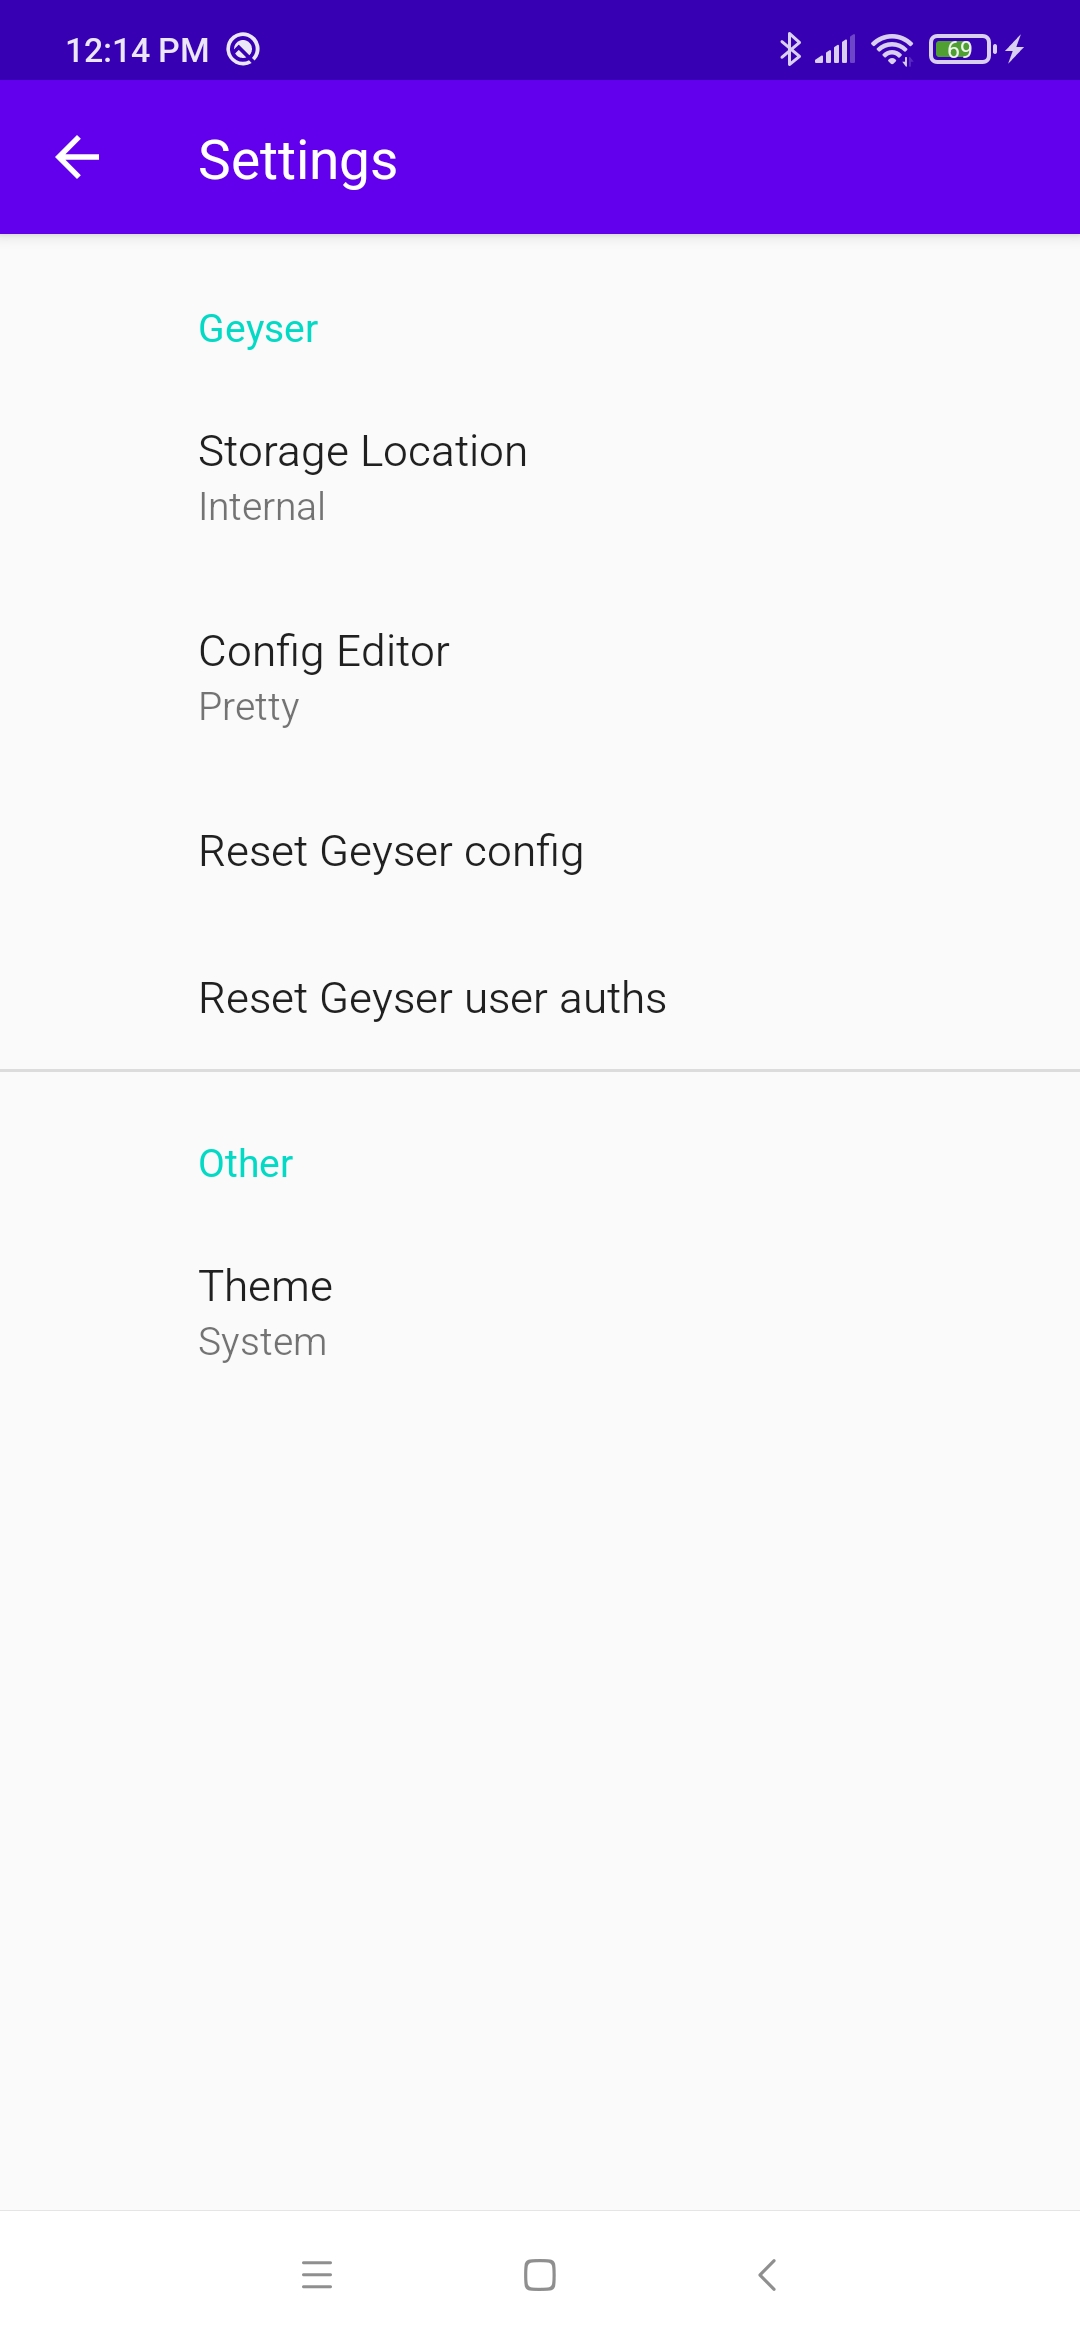 12:14 PM
69
Settings
Geyser
Storage Location
Internal
Config Editor
Pretty
Reset Geyser config
Reset Geyser user auths
Other
Theme
System